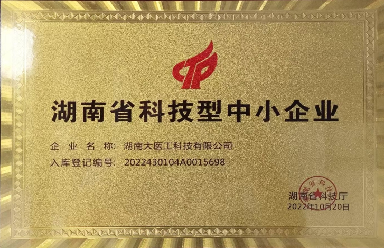 湖南省科技型中小企业
企业名称: 湖南大医工科技有限公司
入库登记编号: 2022430104A0015698
湖南省科技厅
2022年10月20日